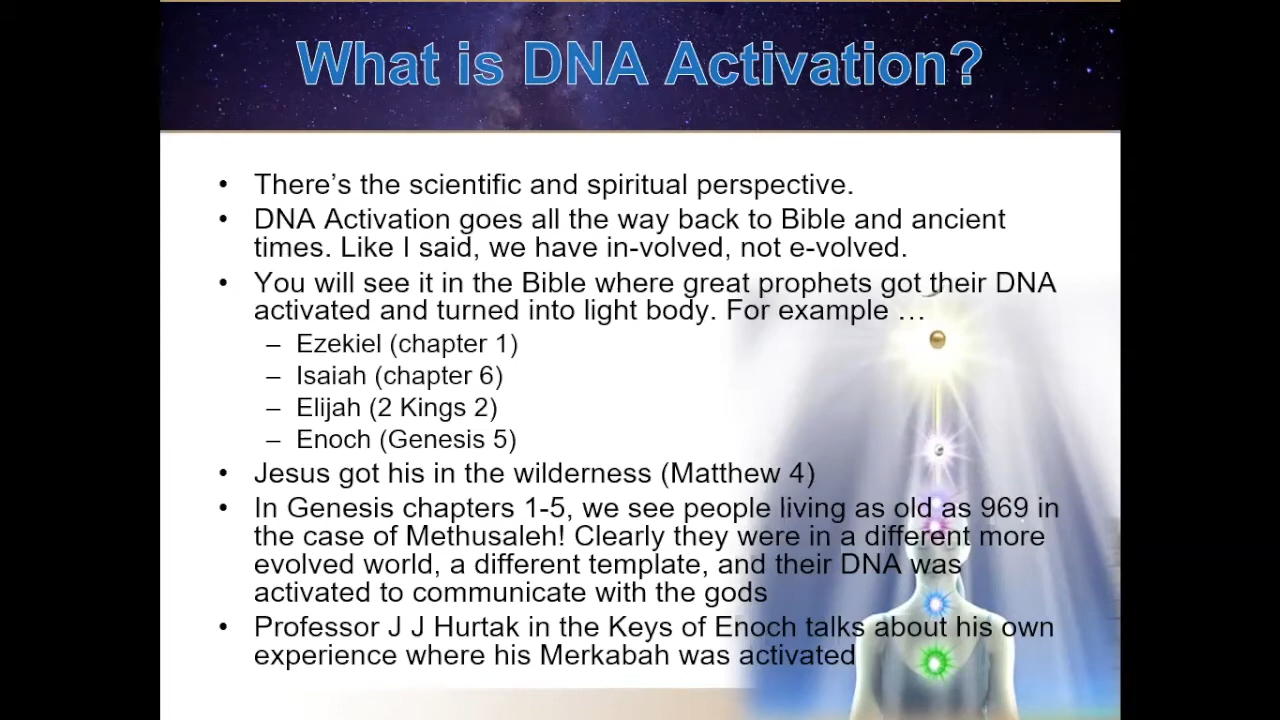 What is DNA Activation?
• There's the scientific and spiritual perspective.
• DNA Activation goes all the way back to Bible and ancient
times. Like I said, we have in-volved, not e-volved.
• You will see it in the Bible where great prophets got their DNA
activated and turned into light body. For example …
– Ezekiel (chapter 1)
– Isaiah (chapter 6)
– Elijah (2 Kings 2)
– Enoch (Genesis 5)
• Jesus got his in the wilderness (Matthew 4)
• In Genesis chapters 1-5, we see people living as old as 969 in
the case of Methusaleh! Clearly they were in a different more
evolved world, a different template, and their DNA was
activated to communicate with the gods
• Professor J J Hurtak in the Keys of Enoch talks about his own
experience where his Merkabah was activated